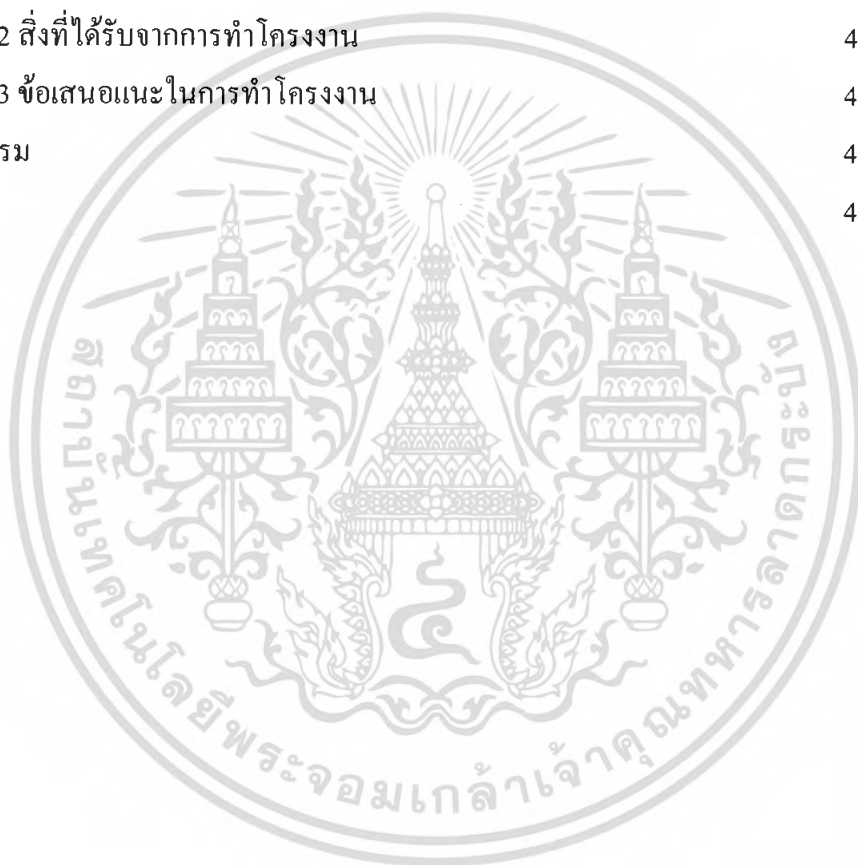 2 สิ่งที่ได้รับจากการทำโครงงาน 4
3 ข้อเสนอแนะในการทำโครงงาน 4
รม 4
4
สถาบันเทคโนโลยีพระจอมเกล้าเจ้าคุณทหารลาดกระบัง
๔